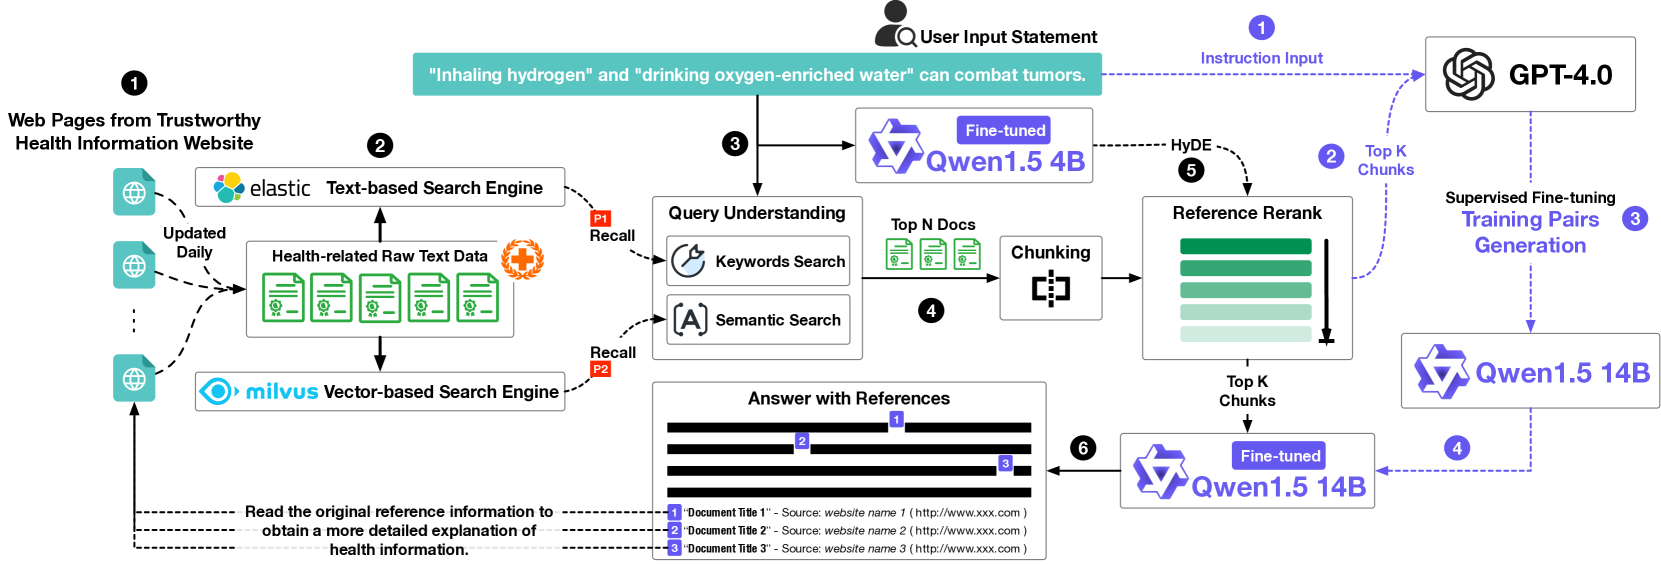 User Input Statement
"Inhaling hydrogen" and "drinking oxygen-enriched water" can combat tumors.
1
Instruction Input
GPT-4.0
1
Web Pages from Trustworthy
Health Information Website
2
elastic Text-based Search Engine
Updated
Daily
Health-related Raw Text Data
milvus Vector-based Search Engine
P1
Recall
Recall
P2
3
Fine-tuned
Qwen1.5 4B
HyDE
5
Query Understanding
Keywords Search
Semantic Search
Top N Docs
4
Chunking
Reference Rerank
2
Top K
Chunks
Supervised Fine-tuning
Training Pairs
Generation
3
Qwen1.5 14B
4
Top K
Chunks
Fine-tuned
Qwen1.5 14B
6
Answer with References
1
2
3
1 "Document Title 1" - Source: website name 1 ( http://www.xxx.com )
2 "Document Title 2" - Source: website name 2 ( http://www.xxx.com )
3 "Document Title 3" - Source: website name 3 ( http://www.xxx.com )
Read the original reference information to
obtain a more detailed explanation of
health information.